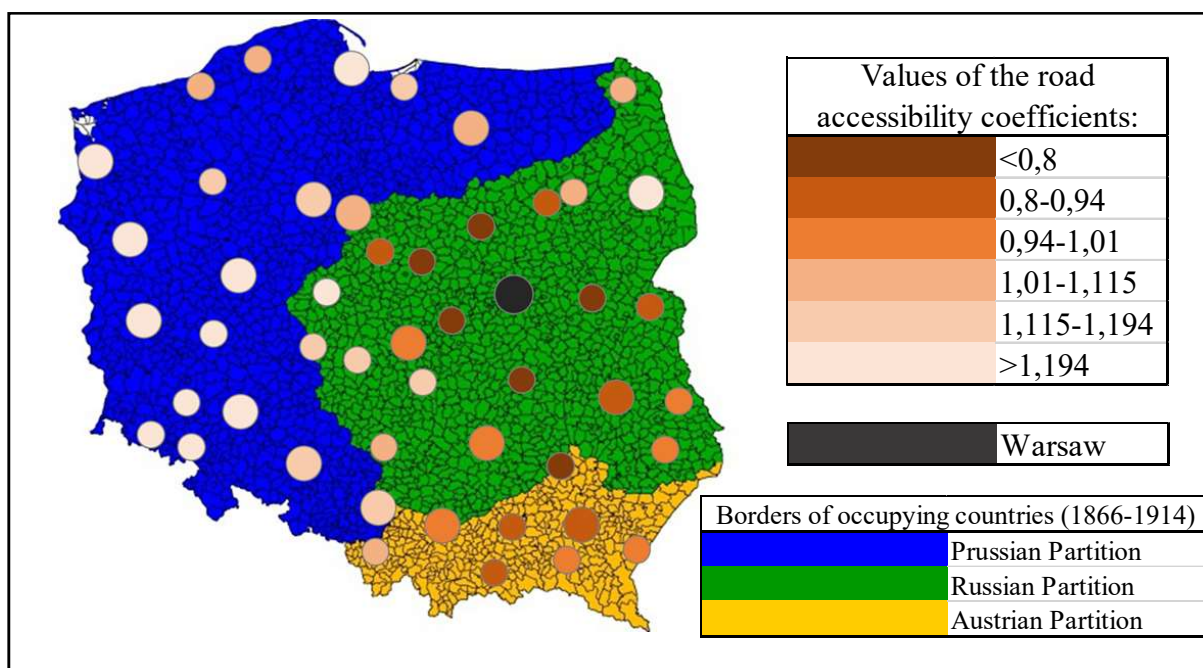 Values of the road
accessibility coefficients:
<0,8
0,8-0,94
0,94-1,01
1,01-1,115
1,115-1,194
>1,194
Warsaw
Borders of occupying countries (1866-1914)
Prussian Partition
Russian Partition
Austrian Partition